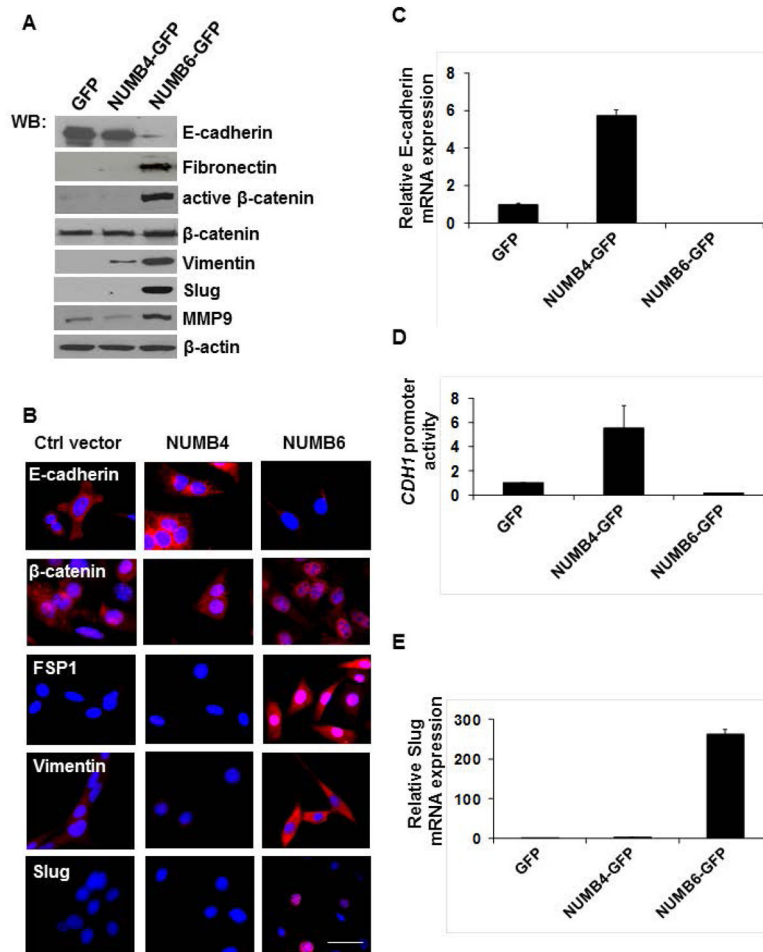 A
GFP
NUMB4-GFP
NUMB6-GFP
WB:
E-cadherin
Fibronectin
active β-catenin
β-catenin
Vimentin
Slug
MMP9
β-actin
B
Ctrl vector NUMB4 NUMB6
E-cadherin
β-catenin
FSP1
Vimentin
Slug
C
Relative E-cadherin
mRNA expression
8
6
4
2
0
GFP
NUMB4-GFP
NUMB6-GFP
D
CDH1 promoter
activity
8
6
4
2
0
GFP
NUMB4-GFP
NUMB6-GFP
E
Relative Slug
mRNA expression
300
200
100
0
GFP
NUMB4-GFP
NUMB6-GFP